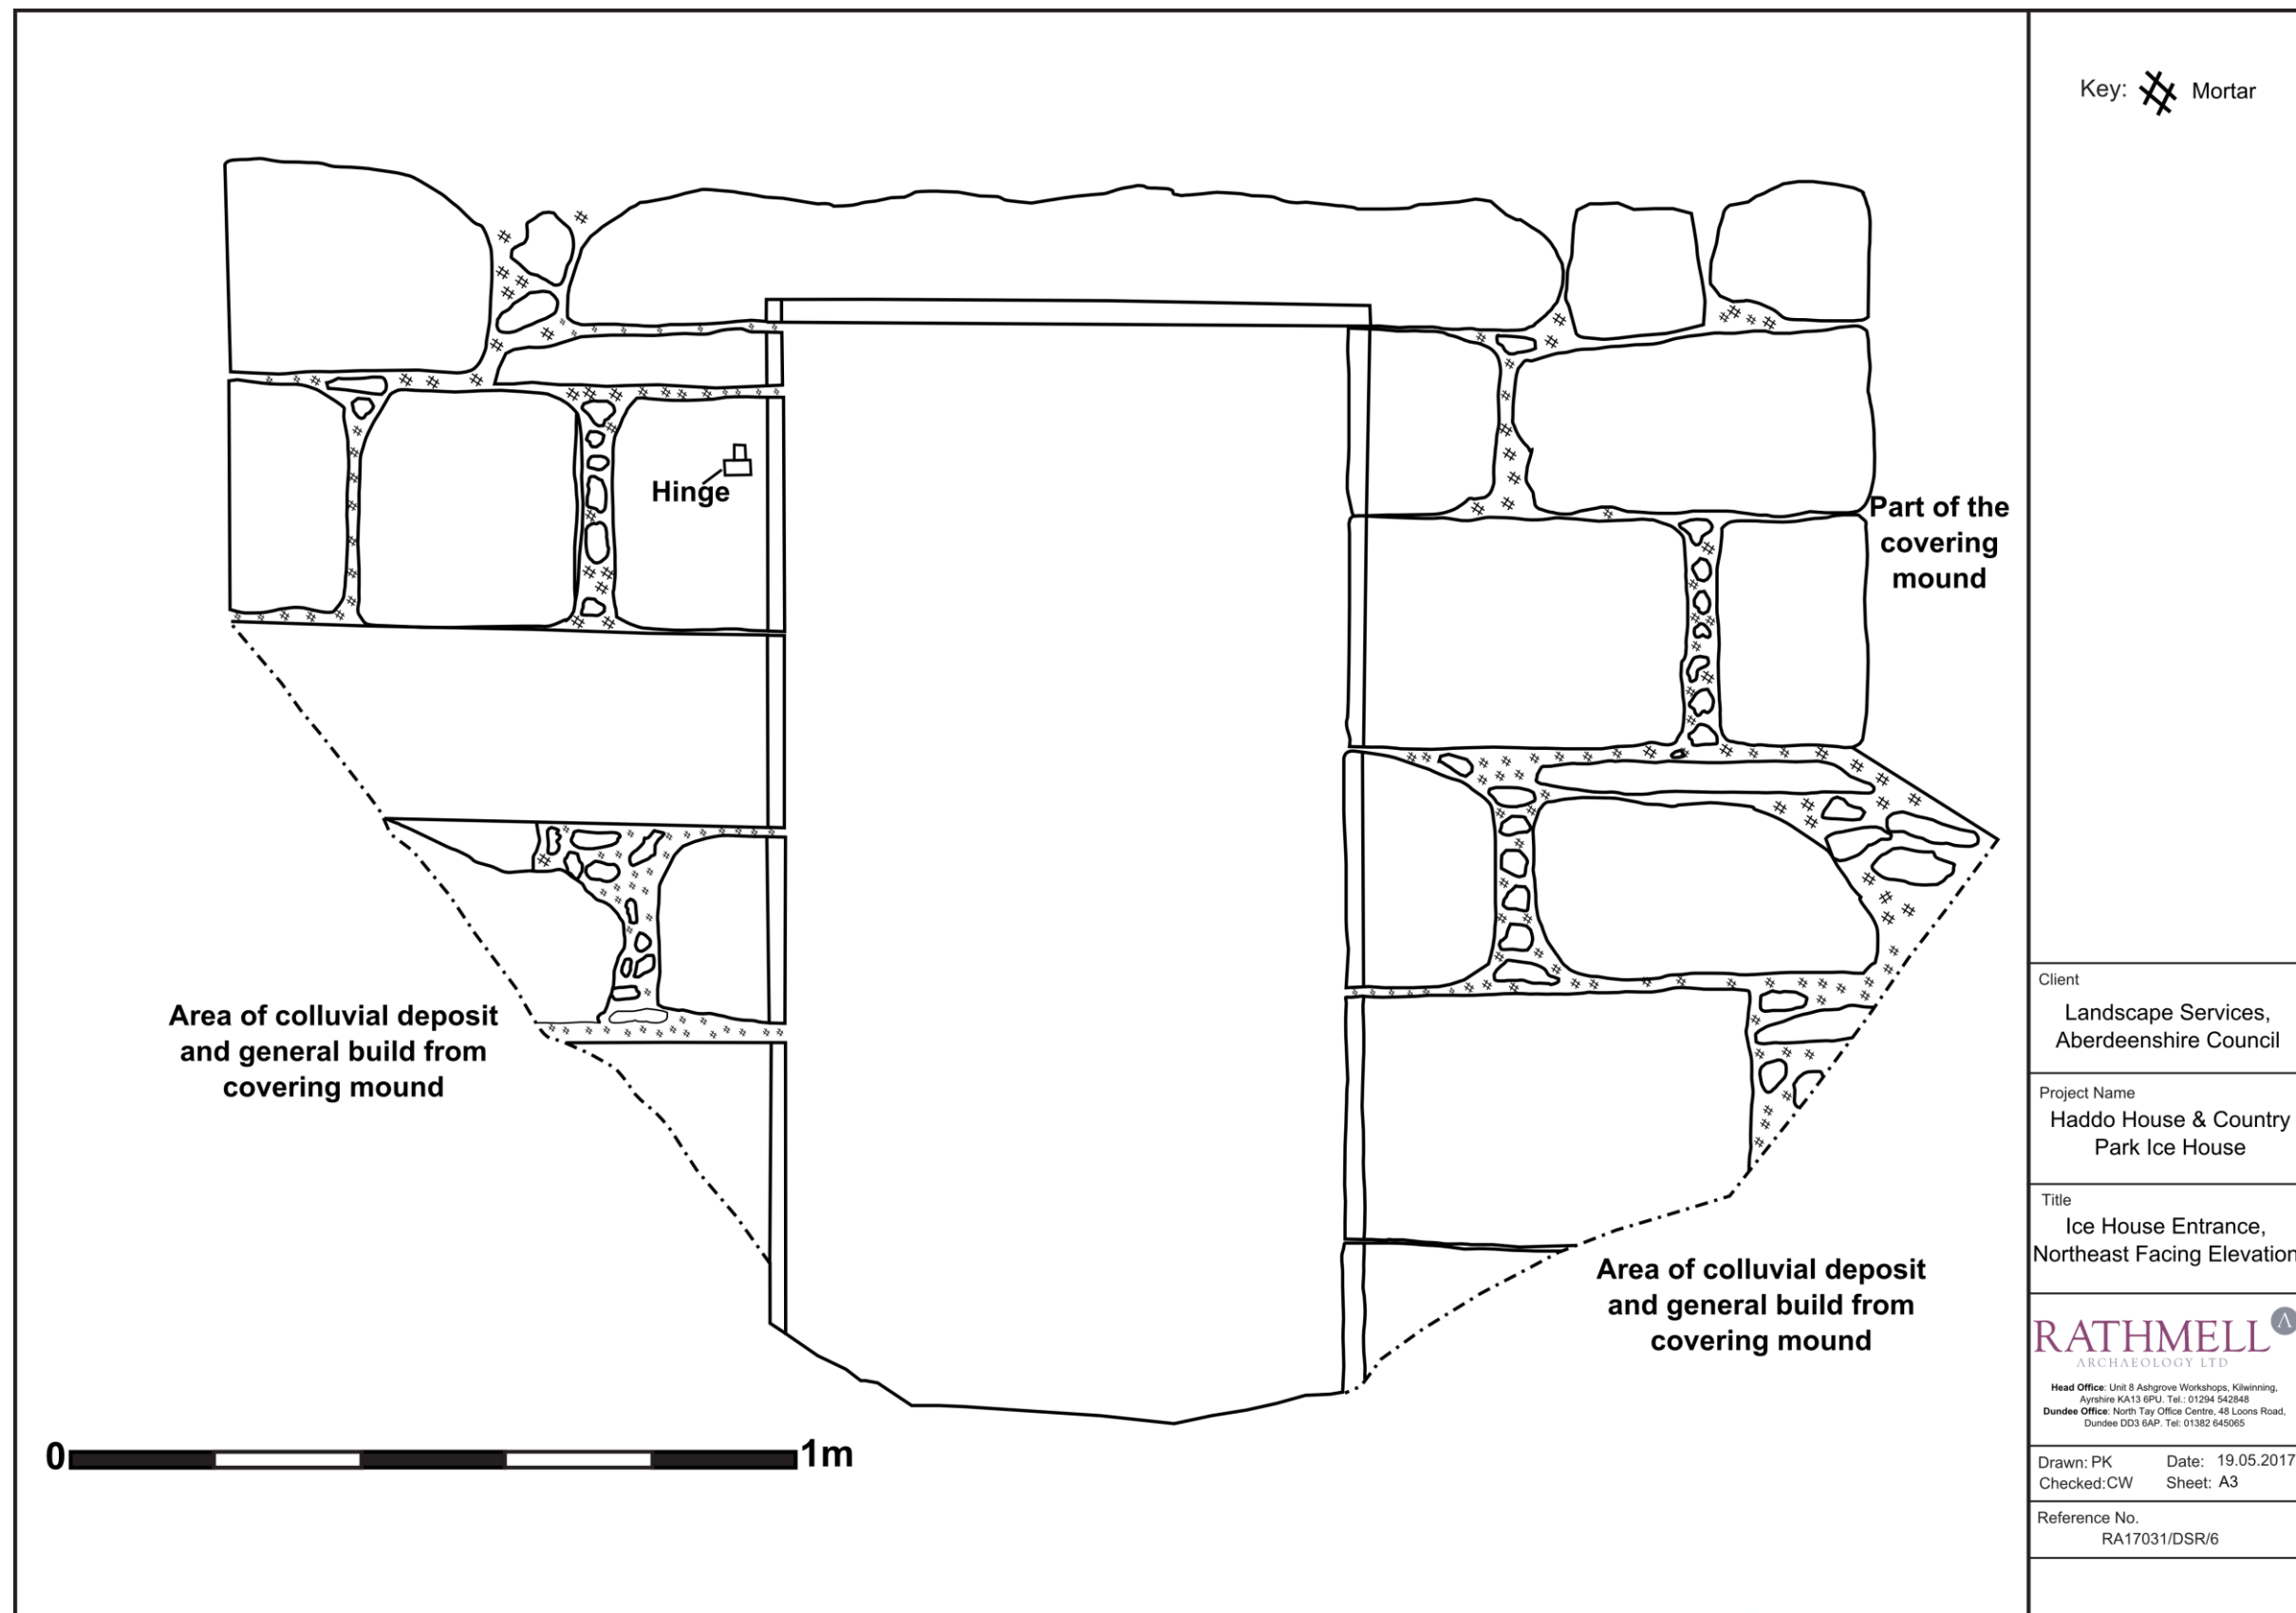 Key: Mortar
Hinge
Part of the
covering
mound
Area of colluvial deposit
and general build from
covering mound
Area of colluvial deposit
and general build from
covering mound
0 1m
Client
Landscape Services,
Aberdeenshire Council
Project Name
Haddo House & Country
Park Ice House
Title
Ice House Entrance,
Northeast Facing Elevation
RATHMELL
ARCHAEOLOGY LTD
Head Office: Unit 8 Ashgrove Workshops, Kilwinning,
Ayrshire KA13 6PU. Tel.: 01294 542848
Dundee Office: North Tay Office Centre, 48 Loons Road,
Dundee DD3 6AP. Tel: 01382 645065
Drawn: PK Date: 19.05.2017
Checked:CW Sheet: A3
Reference No.
RA17031/DSR/6